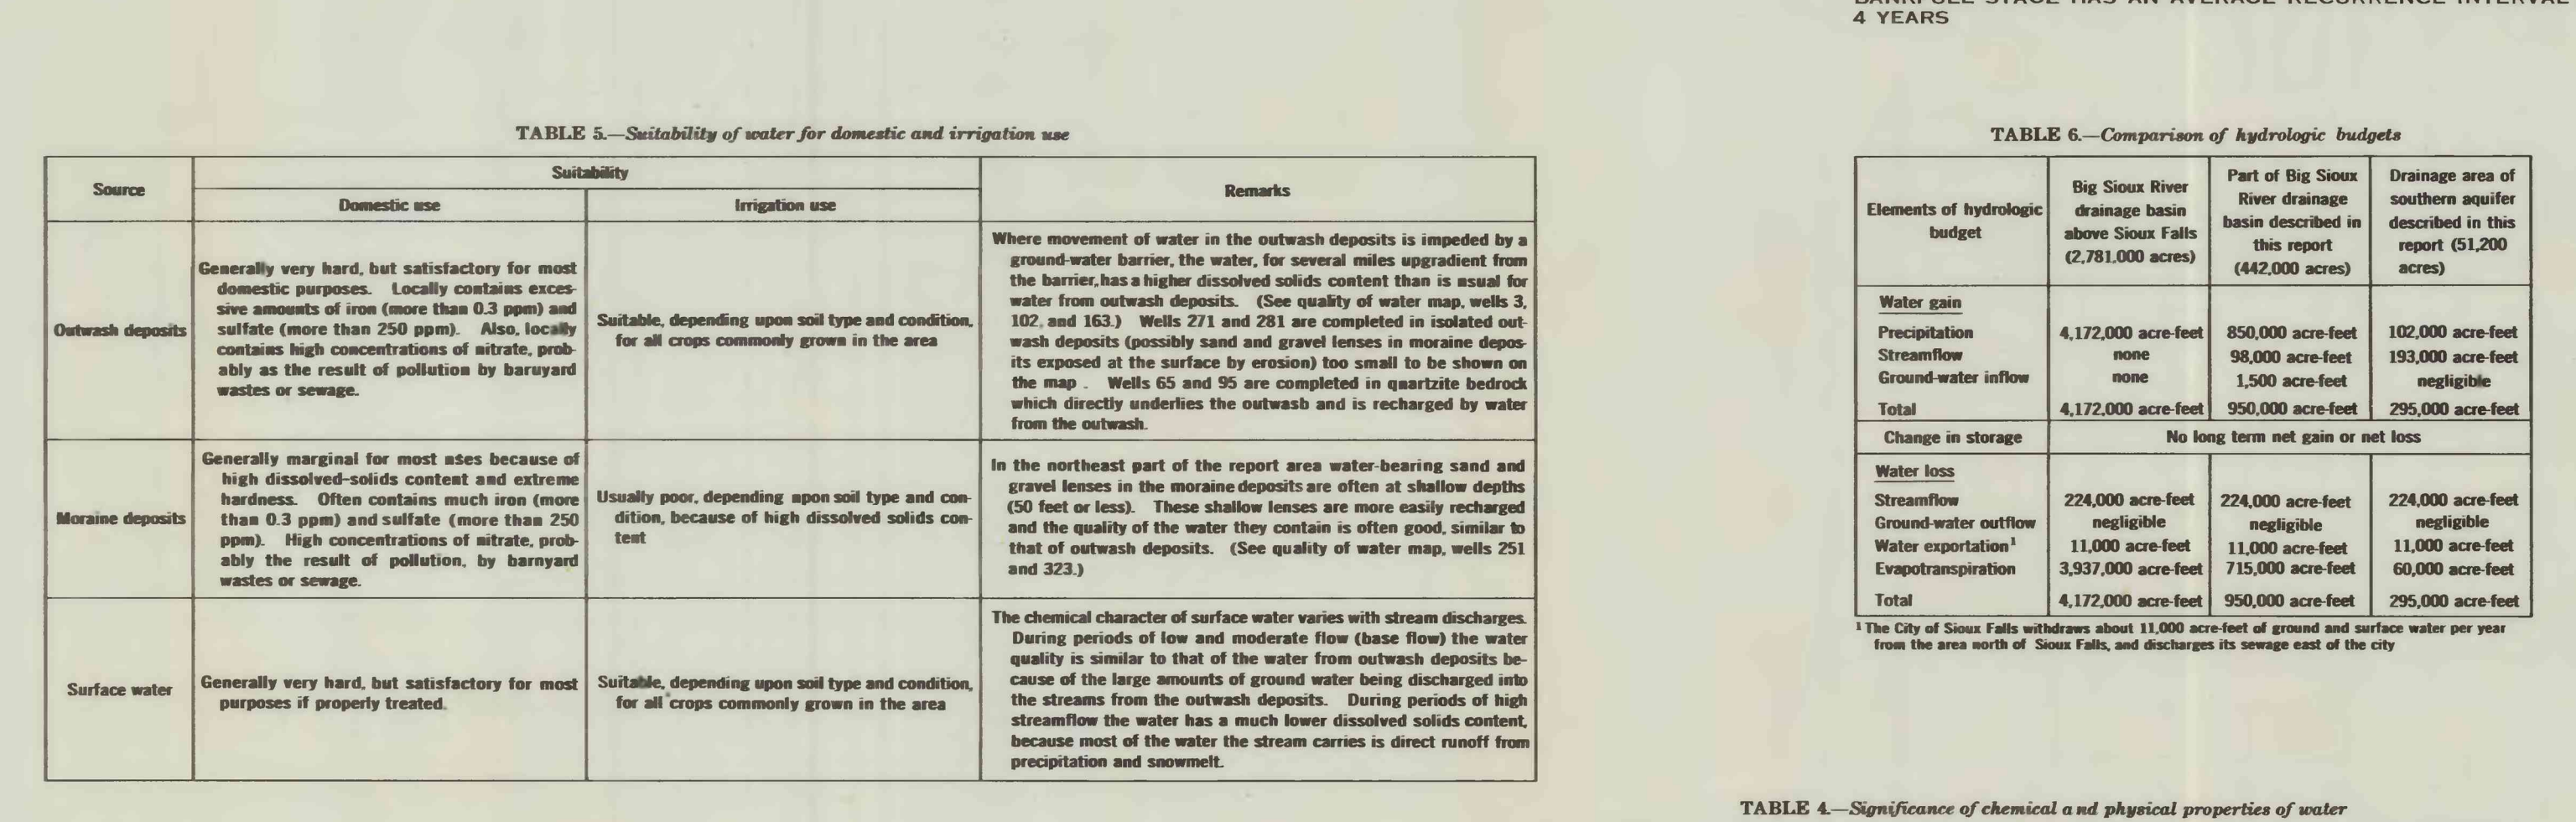 4 YEARS
TABLE 5.—Suitability of water for domestic and irrigation use
Source
Suitability
Domestic use
Irrigation use
Remarks
Outwash deposits
Generally very hard, but satisfactory for most
domestic purposes. Locally contains exces-
sive amounts of iron (more than 0.3 ppm) and
sulfate (more than 250 ppm). Also, locally
contains high concentrations of nitrate, prob-
ably as the result of pollution by baruyard
wastes or sewage.
Suitable, depending upon soil type and condition,
for all crops commonly grown in the area
Where movement of water in the outwash deposits is impeded by a
ground-water barrier, the water, for several miles upgradient from
the barrier, has a higher dissolved solids content than is usual for
water from outwash deposits. (See quality of water map, wells 3,
102, and 163.) Wells 271 and 281 are completed in isolated out-
wash deposits (possibly sand and gravel lenses in moraine depos-
its exposed at the surface by erosion) too small to be shown on
the map . Wells 65 and 95 are completed in quartzite bedrock
which directly underlies the outwasb and is recharged by water
from the outwash.
Moraine deposits
Generally marginal for most uses because of
high dissolved-solids content and extreme
hardness. Often contains much iron (more
than 0.3 ppm) and sulfate (more than 250
ppm). High concentrations of nitrate, prob-
ably the result of pollution, by barnyard
wastes or sewage.
Usually poor, depending upon soil type and con-
dition, because of high dissolved solids con-
tent
In the northeast part of the report area water-bearing sand and
gravel lenses in the moraine deposits are often at shallow depths
(50 feet or less). These shallow lenses are more easily recharged
and the quality of the water they contain is often good, similar to
that of outwash deposits. (See quality of water map, wells 251
and 323.)
Surface water
Generally very hard, but satisfactory for most
purposes if properly treated.
Suitable, depending upon soil type and condition,
for all crops commonly grown in the area
The chemical character of surface water varies with stream discharges.
During periods of low and moderate flow (base flow) the water
quality is similar to that of the water from outwash deposits be-
cause of the large amounts of ground water being discharged into
the streams from the outwash deposits. During periods of high
streamflow the water has a much lower dissolved solids content,
because most of the water the stream carries is direct runoff from
precipitation and snowmelt.
TABLE 6.—Comparison of hydrologic budgets
Elements of hydrologic
budget
Big Sioux River
drainage basin
above Sioux Falls
(2,781,000 acres)
Part of Big Sioux
River drainage
basin described in
this report
(442,000 acres)
Drainage area of
southern aquifer
described in this
report (51,200
acres)
Water gain
Precipitation 4,172,000 acre-feet 850,000 acre-feet 102,000 acre-feet
Streamflow none 98,000 acre-feet 193,000 acre-feet
Ground-water inflow none 1,500 acre-feet negligible
Total 4,172,000 acre-feet 950,000 acre-feet 295,000 acre-feet
Change in storage No long term net gain or net loss
Water loss
Streamflow 224,000 acre-feet 224,000 acre-feet 224,000 acre-feet
Ground-water outflow negligible negligible negligible
Water exportation¹ 11,000 acre-feet 11,000 acre-feet 11,000 acre-feet
Evapotranspiration 3,937,000 acre-feet 715,000 acre-feet 60,000 acre-feet
Total 4,172,000 acre-feet 950,000 acre-feet 295,000 acre-feet
¹ The City of Sioux Falls withdraws about 11,000 acre-feet of ground and surface water per year
from the area north of Sioux Falls, and discharges its sewage east of the city
TABLE 4.—Significance of chemical and physical properties of water